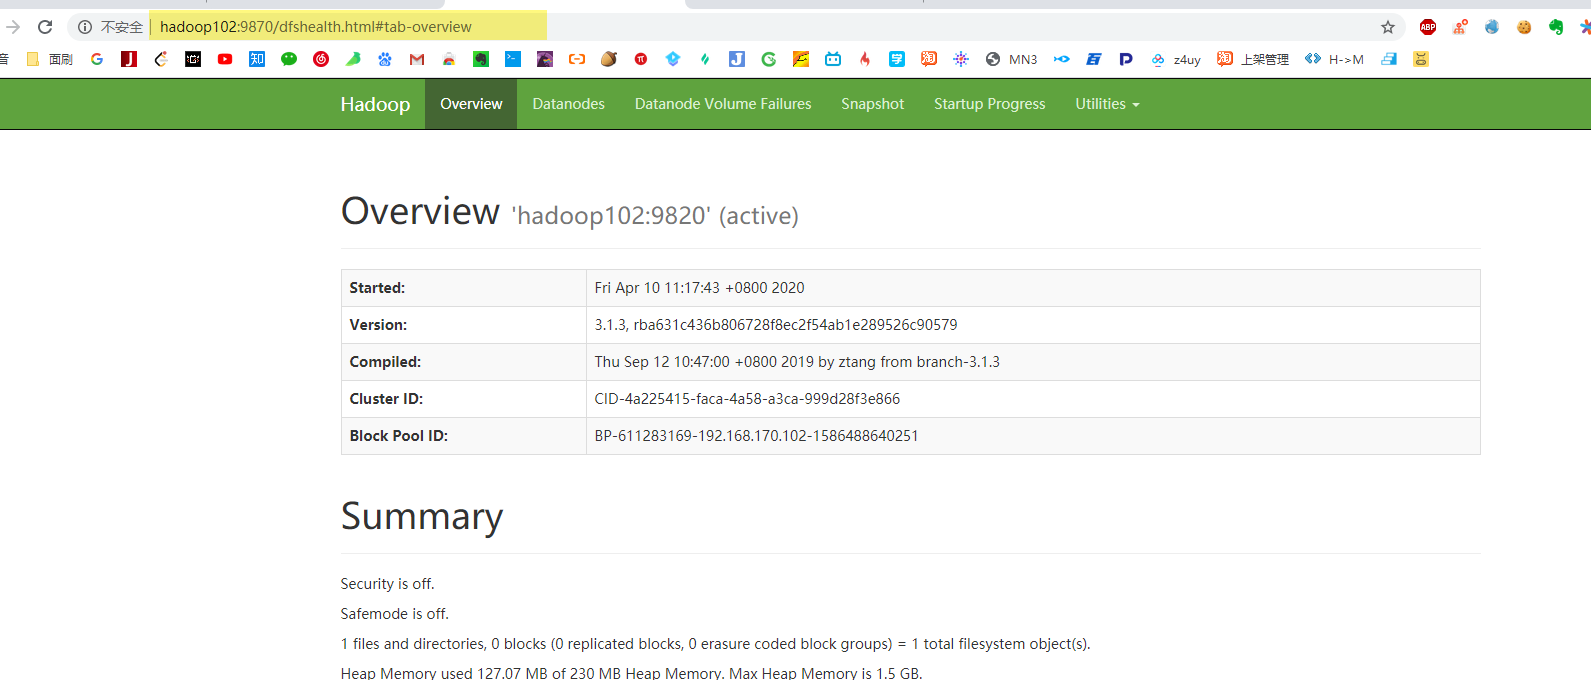 不安全 hadoop102:9870/dfshealth.html#tab-overview
音 面刷 MN3 z4uy 上架管理 H->M
Hadoop Overview Datanodes Datanode Volume Failures Snapshot Startup Progress Utilities
Overview 'hadoop102:9820' (active)
Started: Fri Apr 10 11:17:43 +0800 2020
Version: 3.1.3, rba631c436b806728f8ec2f54ab1e289526c90579
Compiled: Thu Sep 12 10:47:00 +0800 2019 by ztang from branch-3.1.3
Cluster ID: CID-4a225415-faca-4a58-a3ca-999d28f3e866
Block Pool ID: BP-611283169-192.168.170.102-1586488640251
Summary
Security is off.
Safemode is off.
1 files and directories, 0 blocks (0 replicated blocks, 0 erasure coded block groups) = 1 total filesystem object(s).
Heap Memory used 127.07 MB of 230 MB Heap Memory. Max Heap Memory is 1.5 GB.